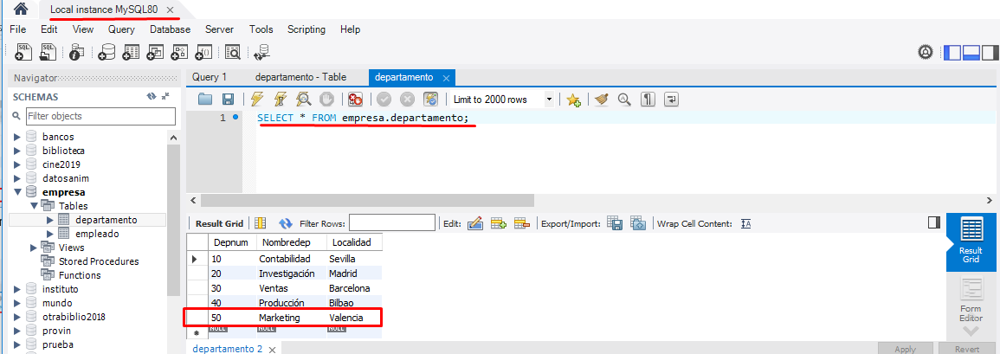 Local instance MySQL80 ×
File Edit View Query Database Server Tools Scripting Help
SQL SQL
Navigator
Query 1 departamento - Table departamento ×
SCHEMAS
Filter objects
Limit to 2000 rows
1 SELECT * FROM empresa.departamento;
bancos
biblioteca
cine2019
datosanim
empresa
Tables
departamento
empleado
Views
Stored Procedures
Functions
instituto
mundo
otrabiblio2018
provin
prueba
Result Grid Filter Rows: Edit: Export/Import: Wrap Cell Content: IA
Depnum Nombredep Localidad
10 Contabilidad Sevilla
20 Investigación Madrid
30 Ventas Barcelona
40 Producción Bilbao
50 Marketing Valencia
* NULL NULL NULL
Result
Grid
Form
Editor
departamento 2 × Apply Revert